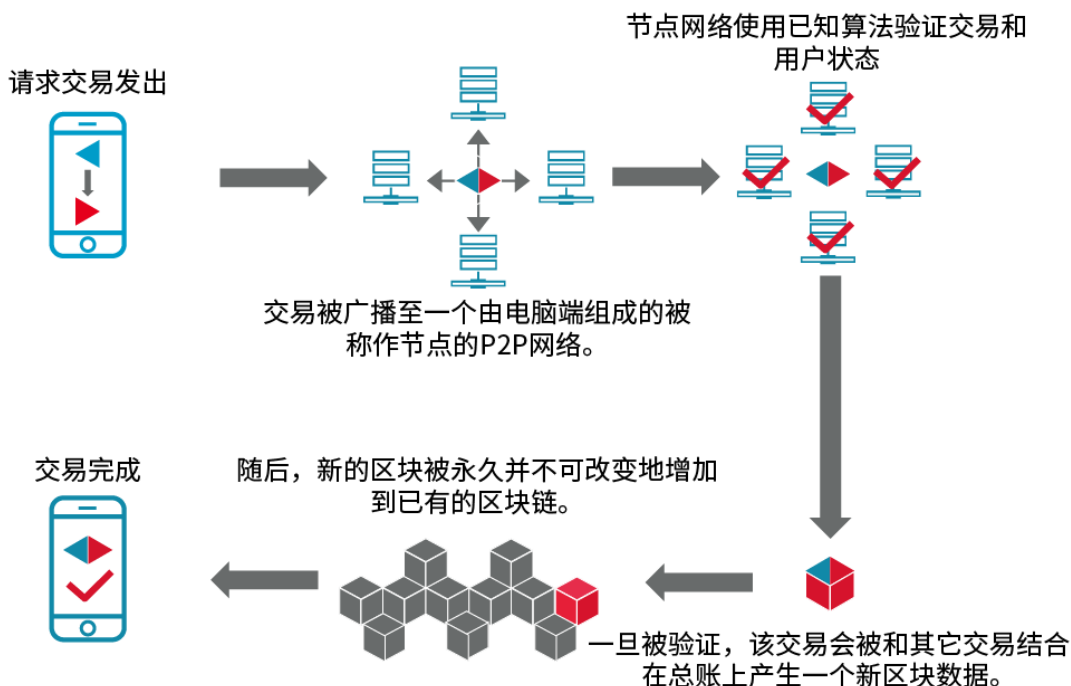 请求交易发出
交易被广播至一个由电脑端组成的被
称作节点的P2P网络。
节点网络使用已知算法验证交易和
用户状态
一旦被验证，该交易会被和其它交易结合
在总账上产生一个新区块数据。
随后，新的区块被永久并不可改变地增加
到已有的区块链。
交易完成